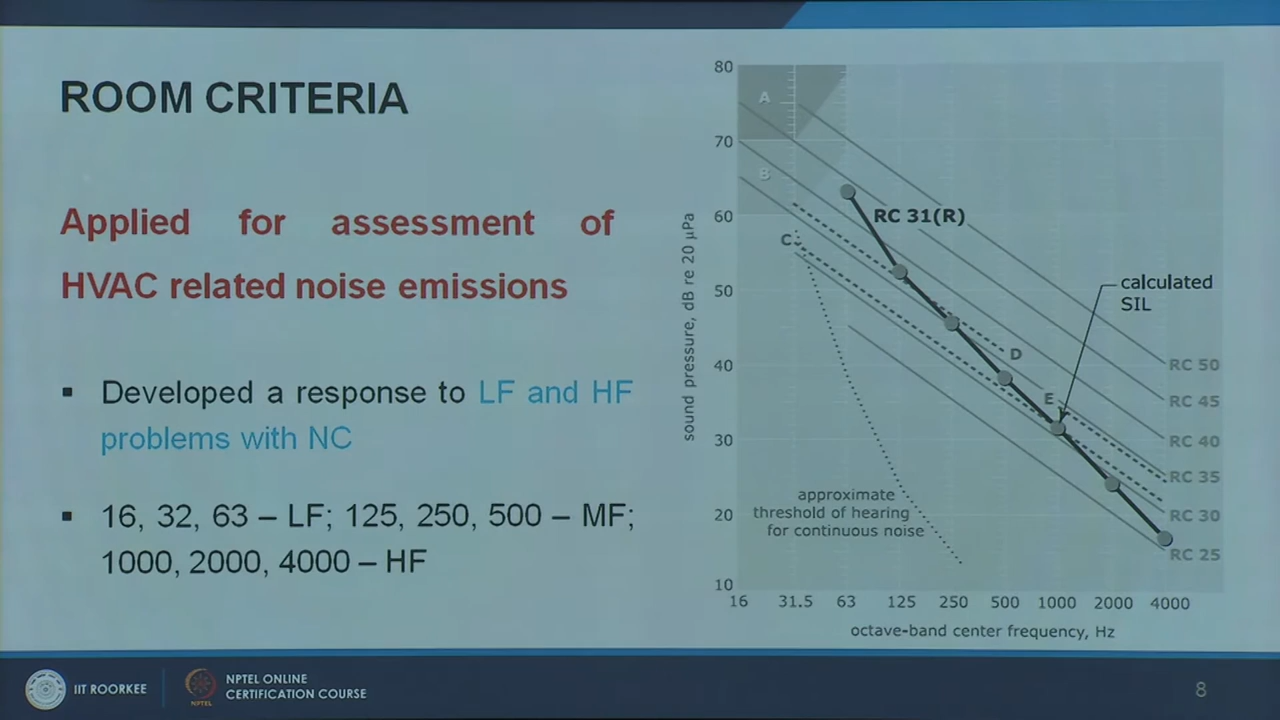 ROOM CRITERIA
Applied for assessment of
HVAC related noise emissions
▪ Developed a response to LF and HF
problems with NC
▪ 16, 32, 63 – LF; 125, 250, 500 – MF;
1000, 2000, 4000 – HF
sound pressure, dB re 20 µPa
80
70
60
50
40
30
20
10
A
B
C
D
E
RC 31(R)
calculated
SIL
RC 50
RC 45
RC 40
RC 35
RC 30
RC 25
approximate
threshold of hearing
for continuous noise
16 31.5 63 125 250 500 1000 2000 4000
octave-band center frequency, Hz
IIT ROORKEE
NPTEL
NPTEL ONLINE
CERTIFICATION COURSE
8